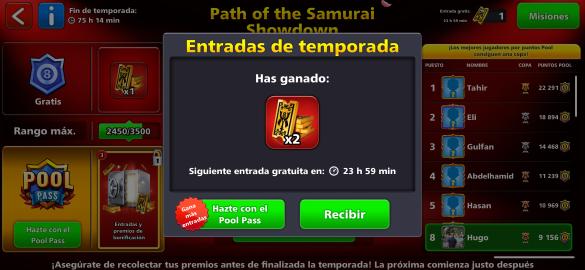 Fin de temporada:
75 h 14 min
Path of the Samurai
Showdown
Entrada gratis
23 h 59 min
1
Misiones
Entradas de temporada
¡Los mejores jugadores por puntos Pool
consiguen una copa!
PUESTO NOMBRE COPA PUNTOS POOL
8
Gratis
x1
Rango máx. 2450/3500
POOL
PASS
Hazte con el
Pool Pass
3
1
Entradas y
premios de
bonificación
Has ganado:
x2
Siguiente entrada gratuita en: 23 h 59 min
Gana
más
entradas
Hazte con el
Pool Pass
Recibir
1 Tahir 22 291
2 Eli 18 894
3 Gulfan 14 468
4 Abdelhamid 11 239
5 Hasan 10 969
8 Hugo 9 156
¡Asegúrate de recolectar tus premios antes de finalizada la temporada! La próxima comienza justo después